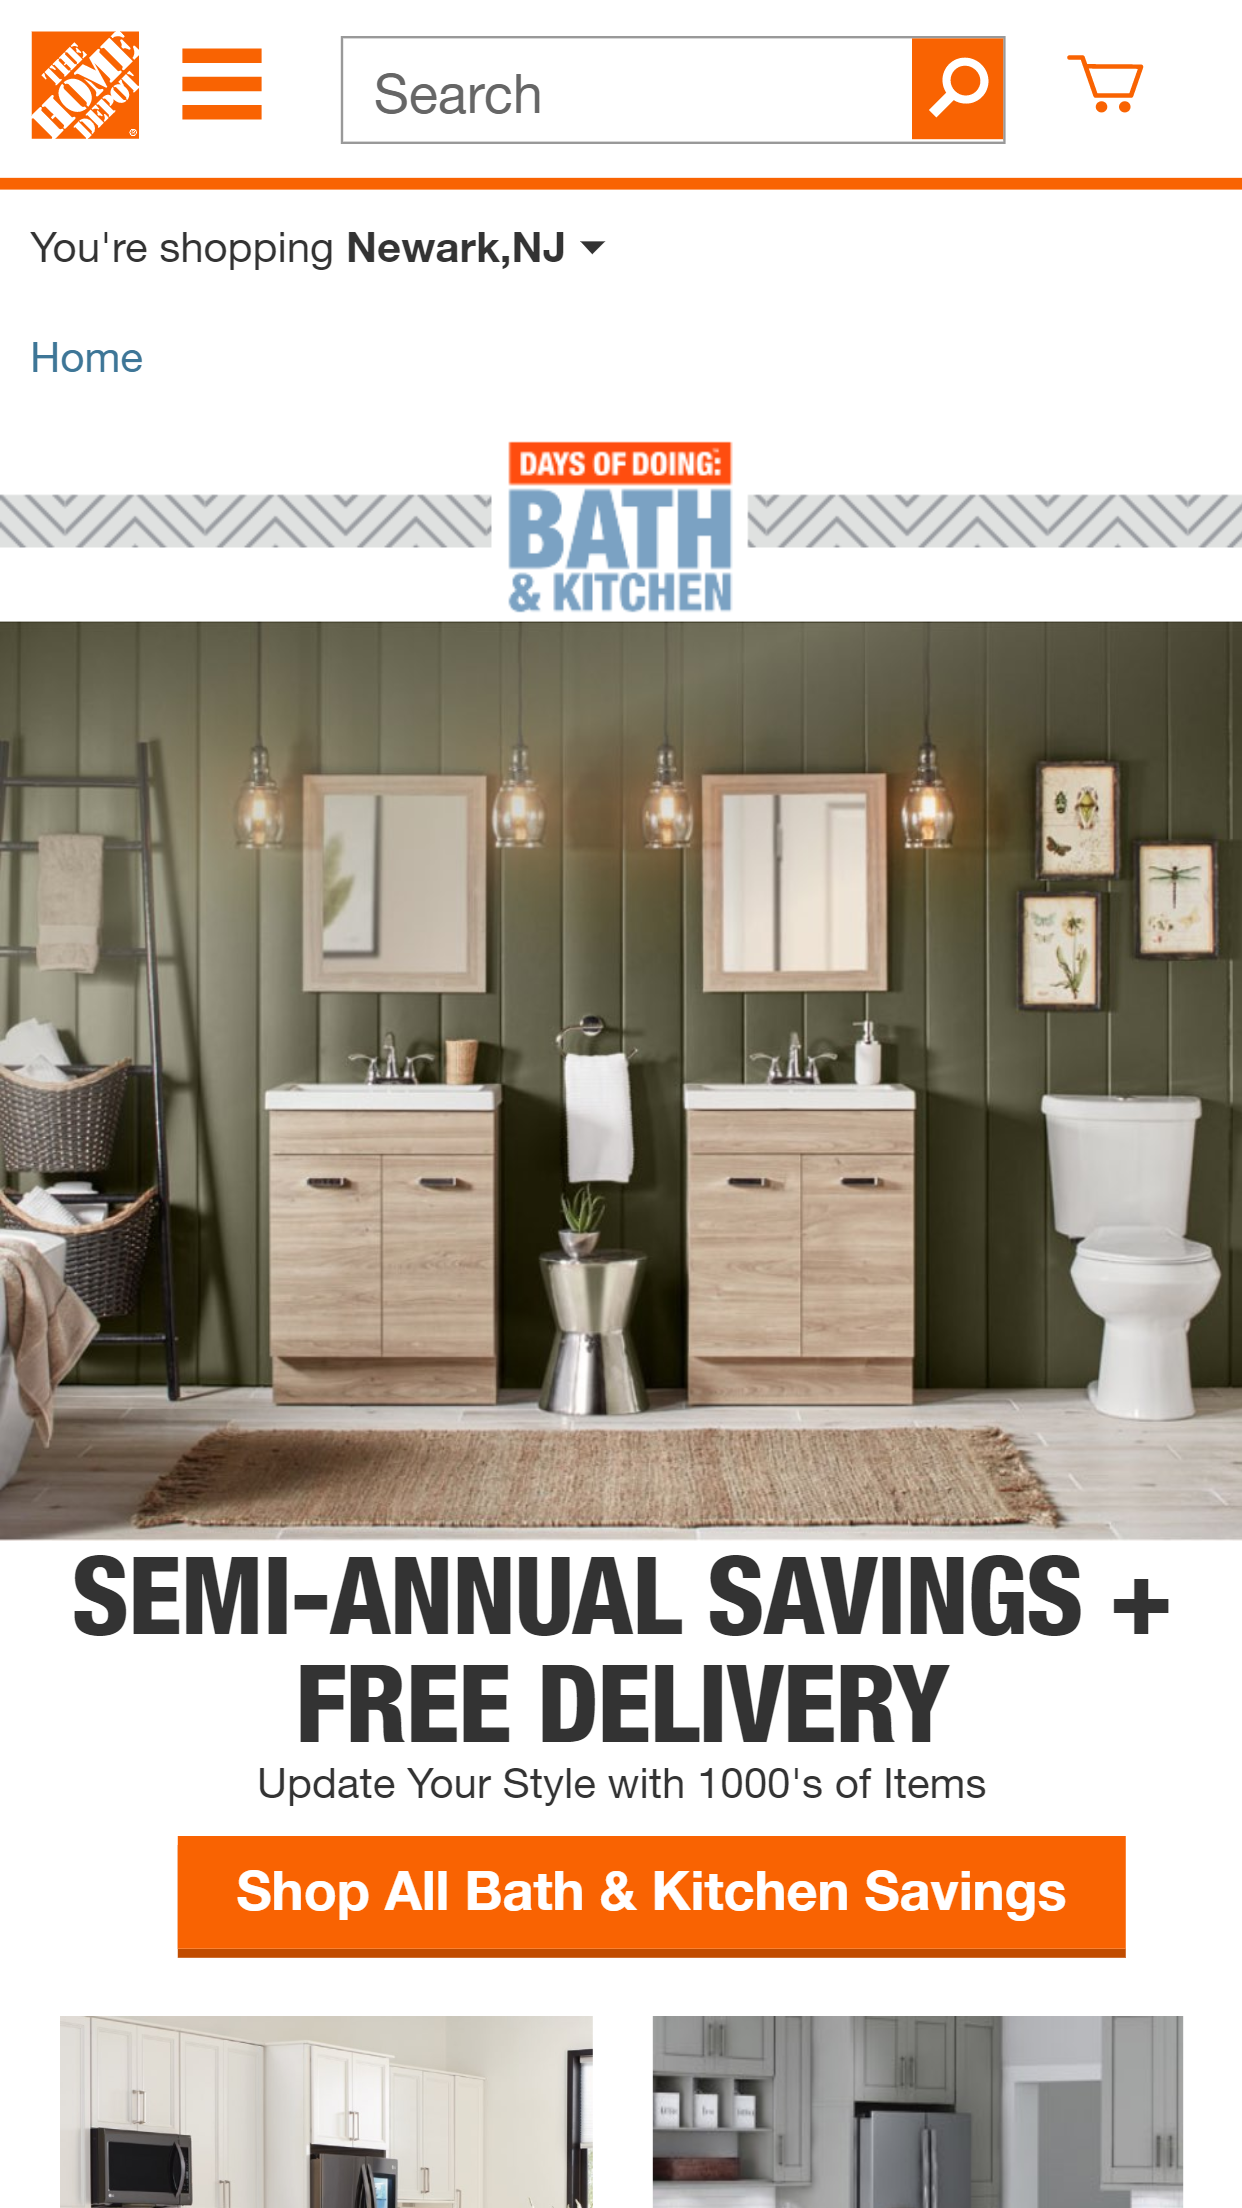 THE
HOME
DEPOT
Search
You're shopping Newark,NJ
Home
DAYS OF DOING:
BATH
& KITCHEN
SEMI-ANNUAL SAVINGS +
FREE DELIVERY
Update Your Style with 1000's of Items
Shop All Bath & Kitchen Savings